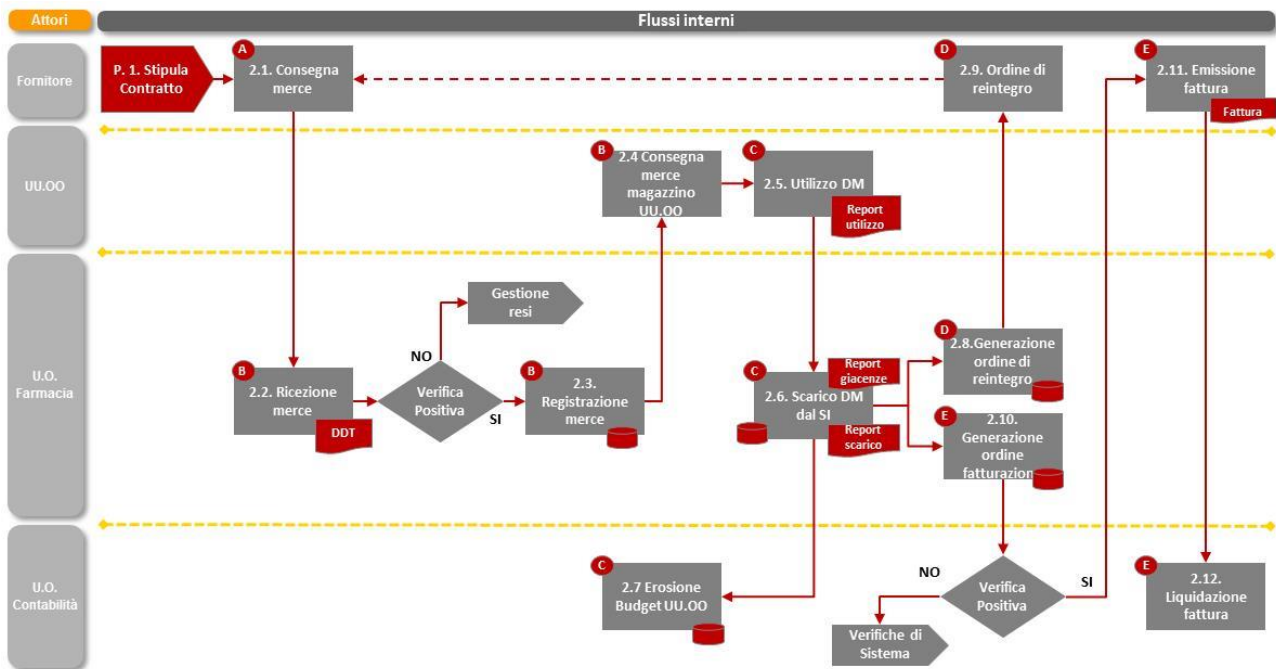 Attori
Flussi interni
Fornitore
P. 1. Stipula
Contratto
A
2.1. Consegna
merce
D
2.9. Ordine di
reintegro
E
2.11. Emissione
fattura
Fattura
UU.OO
B
2.4 Consegna
merce
magazzino
UU.OO
C
2.5. Utilizzo DM
Report
utilizzo
U.O.
Farmacia
Gestione
resi
NO
B
2.2. Ricezione
merce
DDT
Verifica
Positiva
SI
B
2.3.
Registrazione
merce
C
2.6. Scarico DM
dal SI
Report
giacenze
Report
scarico
D
2.8.Generazione
ordine di
reintegro
E
2.10.
Generazione
ordine
fatturazion
U.O.
Contabilità
C
2.7 Erosione
Budget UU.OO
NO
Verifica
Positiva
SI
Verifiche di
Sistema
E
2.12.
Liquidazione
fattura